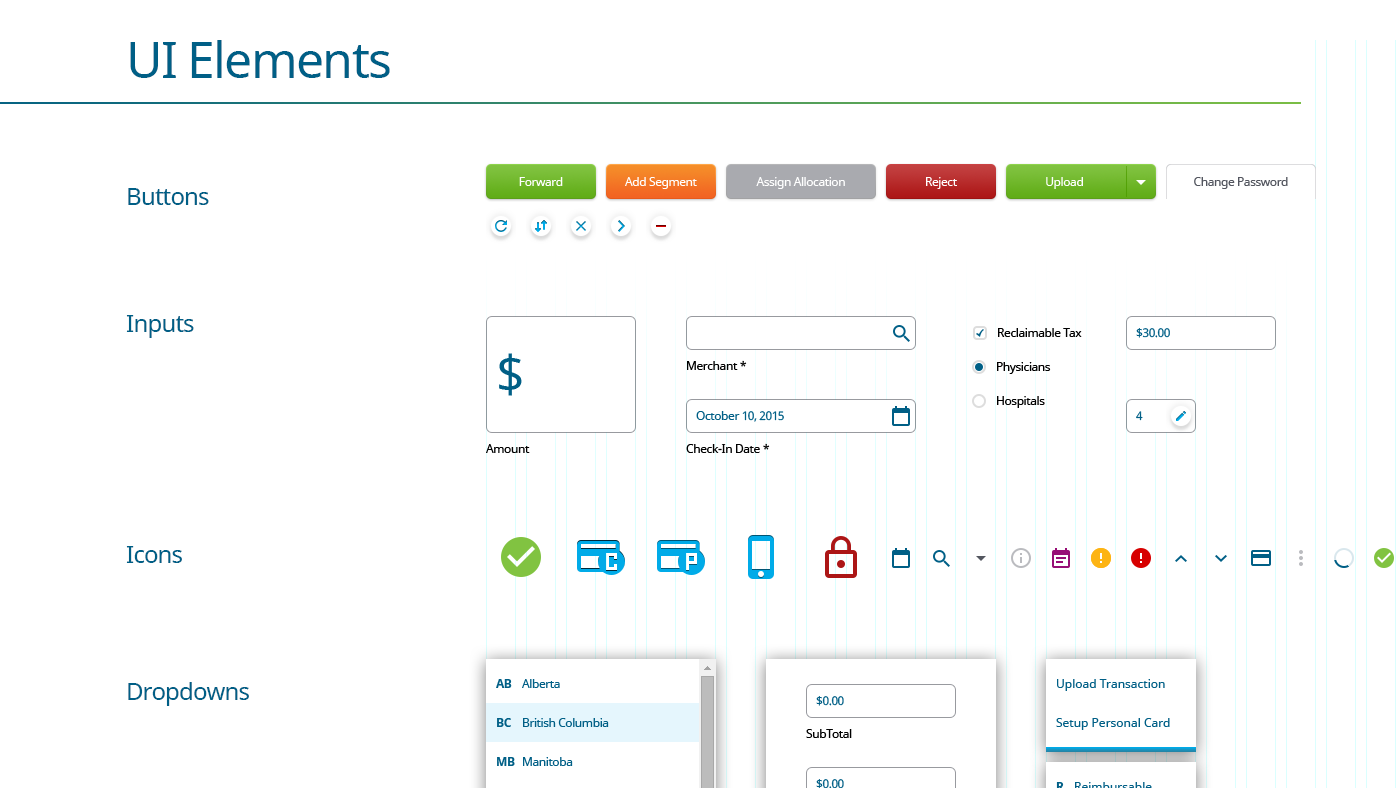 UI Elements
Buttons
Forward
Add Segment
Assign Allocation
Reject
Upload
Change Password
Inputs
$
Amount
Merchant *
October 10, 2015
Check-In Date *
Reclaimable Tax
Physicians
Hospitals
$30.00
4
Icons
C
P
Dropdowns
AB Alberta
BC British Columbia
MB Manitoba
$0.00
SubTotal
$0.00
Upload Transaction
Setup Personal Card
R Reimbursable